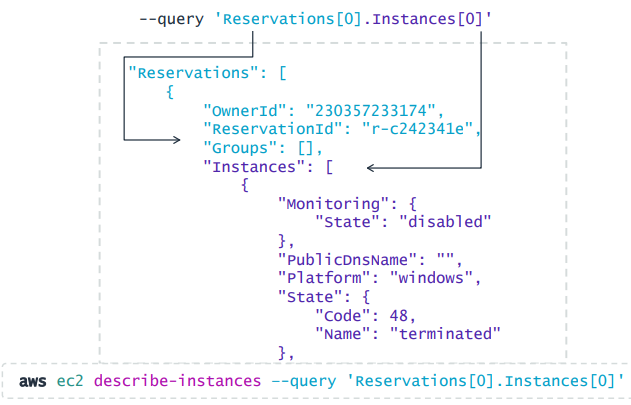 --query 'Reservations[0].Instances[0]'
"Reservations": [
{
"OwnerId": "230357233174",
"ReservationId": "r-c242341e",
"Groups": [],
"Instances": [
{
"Monitoring": {
"State": "disabled"
},
"PublicDnsName": "",
"Platform": "windows",
"State": {
"Code": 48,
"Name": "terminated"
},
aws ec2 describe-instances --query 'Reservations[0].Instances[0]'